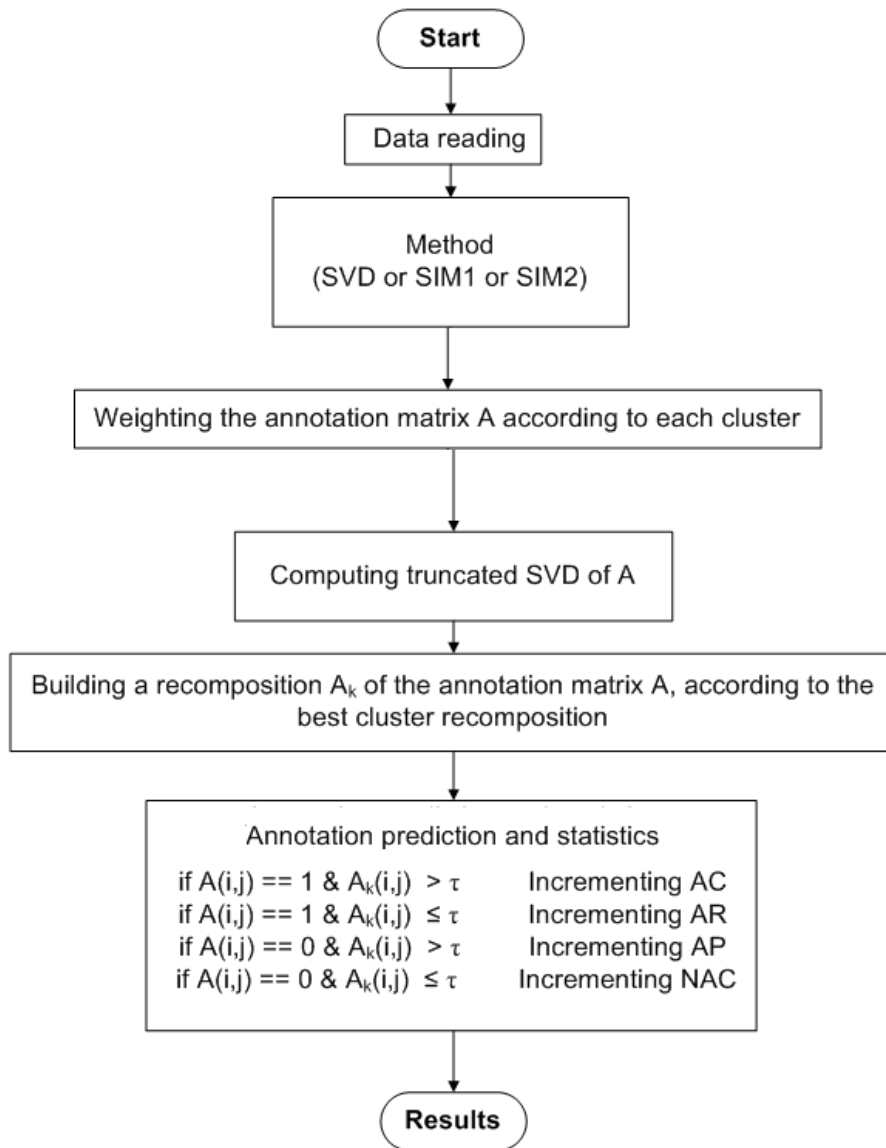 Start
Data reading
Method
(SVD or SIM1 or SIM2)
Weighting the annotation matrix A according to each cluster
Computing truncated SVD of A
Building a recomposition Aₖ of the annotation matrix A, according to the
best cluster recomposition
Annotation prediction and statistics
if A(i,j) == 1 & Aₖ(i,j) > τ Incrementing AC
if A(i,j) == 1 & Aₖ(i,j) ≤ τ Incrementing AR
if A(i,j) == 0 & Aₖ(i,j) > τ Incrementing AP
if A(i,j) == 0 & Aₖ(i,j) ≤ τ Incrementing NAC
Results